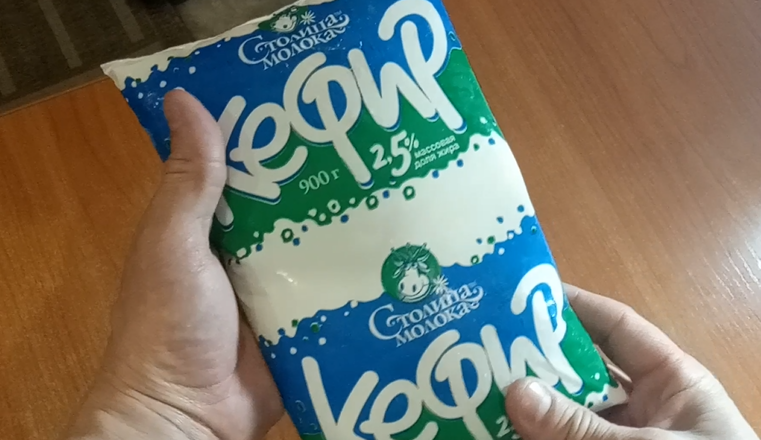 Столица
молока
кефир
2,5%
массовая
доля жира
900 г
Столица
молока
кефир